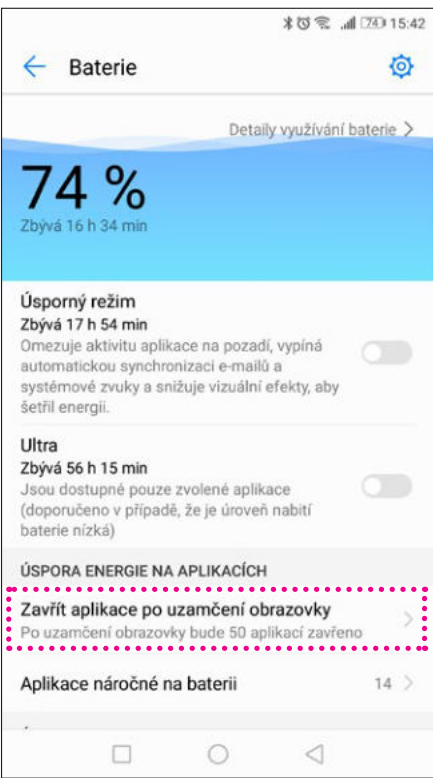 74 15:42
Baterie
Detaily využívání baterie
74 %
Zbývá 16 h 34 min
Úsporný režim
Zbývá 17 h 54 min
Omezuje aktivitu aplikace na pozadí, vypíná
automatickou synchronizaci e-mailů a
systémové zvuky a snižuje vizuální efekty, aby
šetřil energii.
Ultra
Zbývá 56 h 15 min
Jsou dostupné pouze zvolené aplikace
(doporučeno v případě, že je úroveň nabití
baterie nízká)
ÚSPORA ENERGIE NA APLIKACÍCH
Zavřít aplikace po uzamčení obrazovky
Po uzamčení obrazovky bude 50 aplikací zavřeno
Aplikace náročné na baterii 14